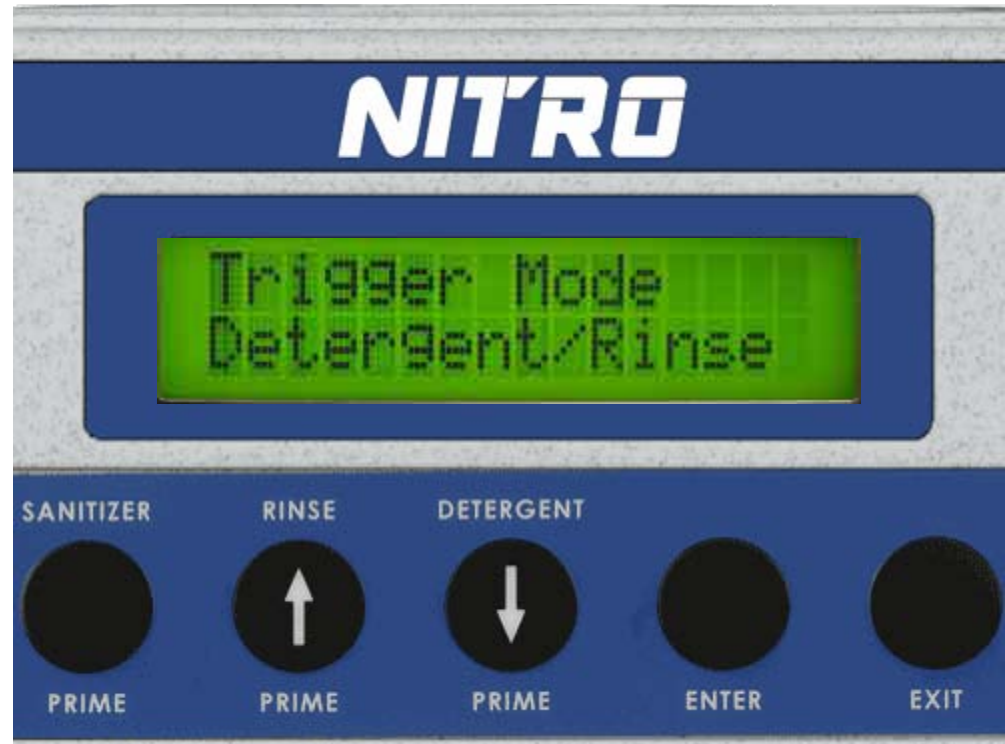 NITRO
Trigger Mode
Detergent/Rinse
SANITIZER RINSE DETERGENT
PRIME PRIME PRIME ENTER EXIT